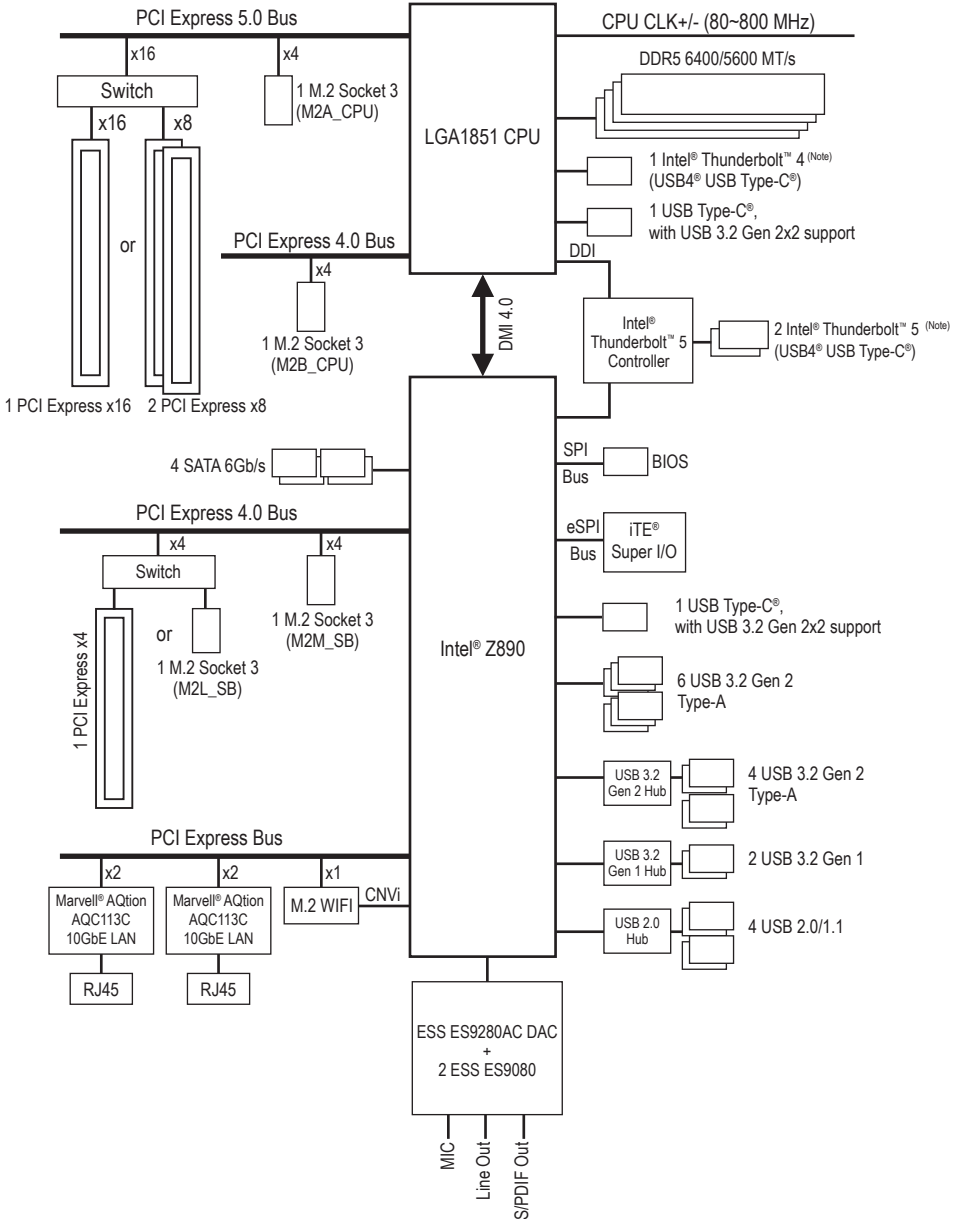 PCI Express 5.0 Bus
x16
x4
Switch
x16
x8
1 M.2 Socket 3
(M2A_CPU)
or
1 PCI Express x16
2 PCI Express x8
PCI Express 4.0 Bus
x4
1 M.2 Socket 3
(M2B_CPU)
LGA1851 CPU
CPU CLK+/- (80~800 MHz)
DDR5 6400/5600 MT/s
1 Intel® Thunderbolt™ 4 (Note)
(USB4® USB Type-C®)
1 USB Type-C®,
with USB 3.2 Gen 2x2 support
DDI
DMI 4.0
Intel®
Thunderbolt™ 5
Controller
2 Intel® Thunderbolt™ 5 (Note)
(USB4® USB Type-C®)
4 SATA 6Gb/s
SPI
Bus
BIOS
PCI Express 4.0 Bus
x4
x4
Switch
1 PCI Express x4
or
1 M.2 Socket 3
(M2L_SB)
1 M.2 Socket 3
(M2M_SB)
Intel® Z890
eSPI
Bus
iTE®
Super I/O
1 USB Type-C®,
with USB 3.2 Gen 2x2 support
6 USB 3.2 Gen 2
Type-A
USB 3.2
Gen 2 Hub
4 USB 3.2 Gen 2
Type-A
USB 3.2
Gen 1 Hub
2 USB 3.2 Gen 1
USB 2.0
Hub
4 USB 2.0/1.1
PCI Express Bus
x2
x2
x1
Marvell® AQtion
AQC113C
10GbE LAN
Marvell® AQtion
AQC113C
10GbE LAN
M.2 WIFI
CNVi
RJ45
RJ45
ESS ES9280AC DAC
+
2 ESS ES9080
MIC
Line Out
S/PDIF Out